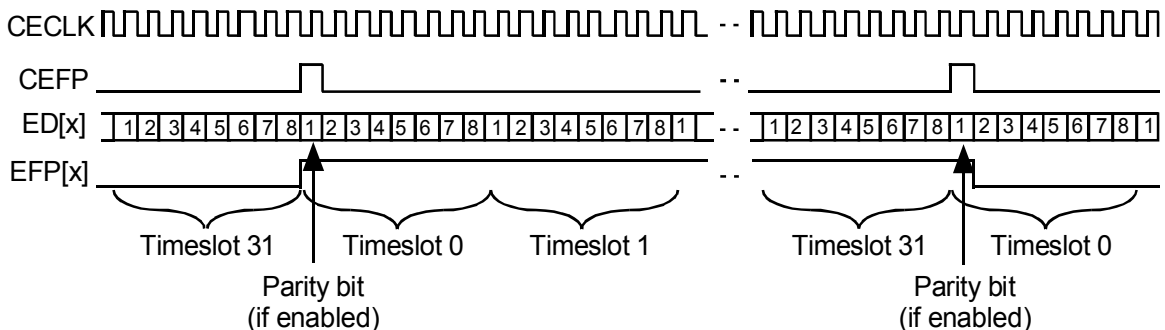 CECLK - -
CEFP - -
ED[x] 1 2 3 4 5 6 7 8 1 2 3 4 5 6 7 8 1 2 3 4 5 6 7 8 1 - - 1 2 3 4 5 6 7 8 1 2 3 4 5 6 7 8 1
EFP[x] - -
Timeslot 31 Timeslot 0 Timeslot 1 Timeslot 31 Timeslot 0
Parity bit Parity bit
(if enabled) (if enabled)